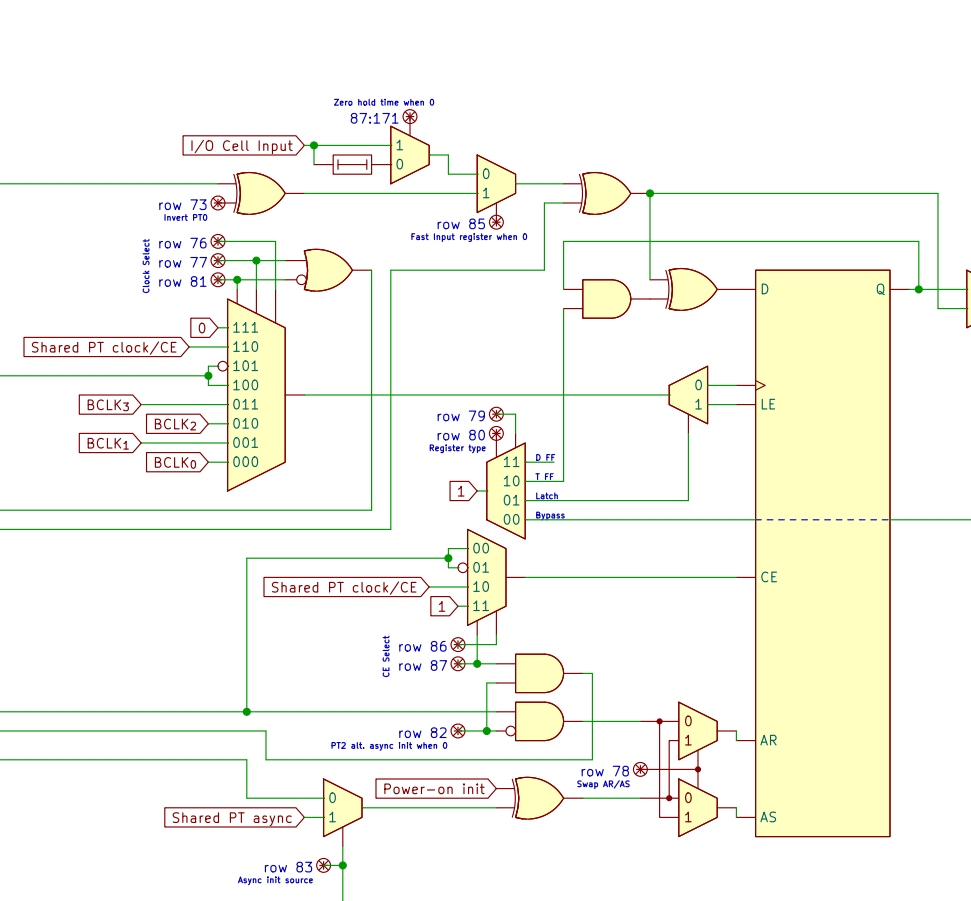 Zero hold time when 0
87:171
I/O Cell Input
1
0
0
1
row 73
Invert PT0
row 85
Fast Input register when 0
Clock Select
row 76
row 77
row 81
0
111
Shared PT clock/CE
110
101
100
BCLK3
011
BCLK2
010
BCLK1
001
BCLK0
000
D
Q
0
1
LE
row 79
row 80
Register type
11
D FF
10
T FF
1
01
Latch
00
Bypass
00
01
Shared PT clock/CE
10
1
11
CE
CE Select
row 86
row 87
row 82
PT2 alt. async init when 0
0
1
AR
row 78
Swap AR/AS
Power-on init
0
1
AS
0
Shared PT async
1
row 83
Async init source